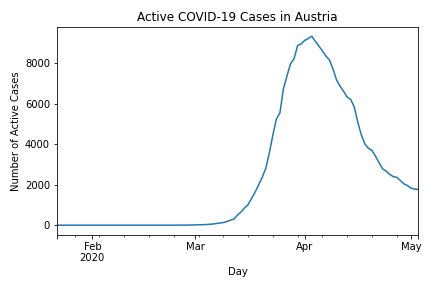 Active COVID-19 Cases in Austria
Number of Active Cases
8000
6000
4000
2000
0
Feb
2020
Mar
Apr
May
Day